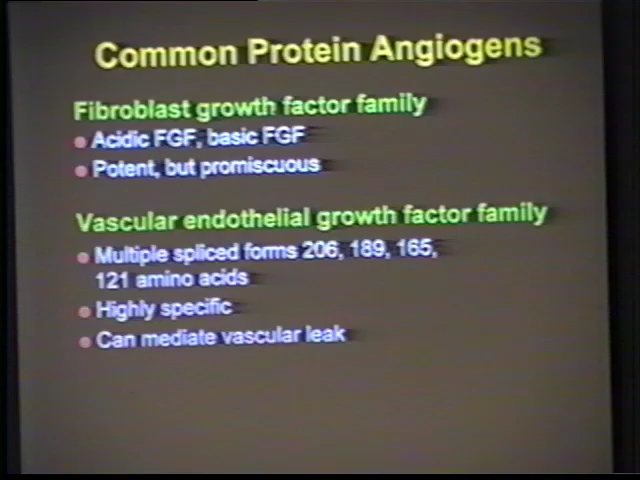 Common Protein Angiogens
Fibroblast growth factor family
Acidic FGF, basic FGF
Potent, but promiscuous
Vascular endothelial growth factor family
Multiple spliced forms 206, 189, 165,
121 amino acids
Highly specific
Can mediate vascular leak